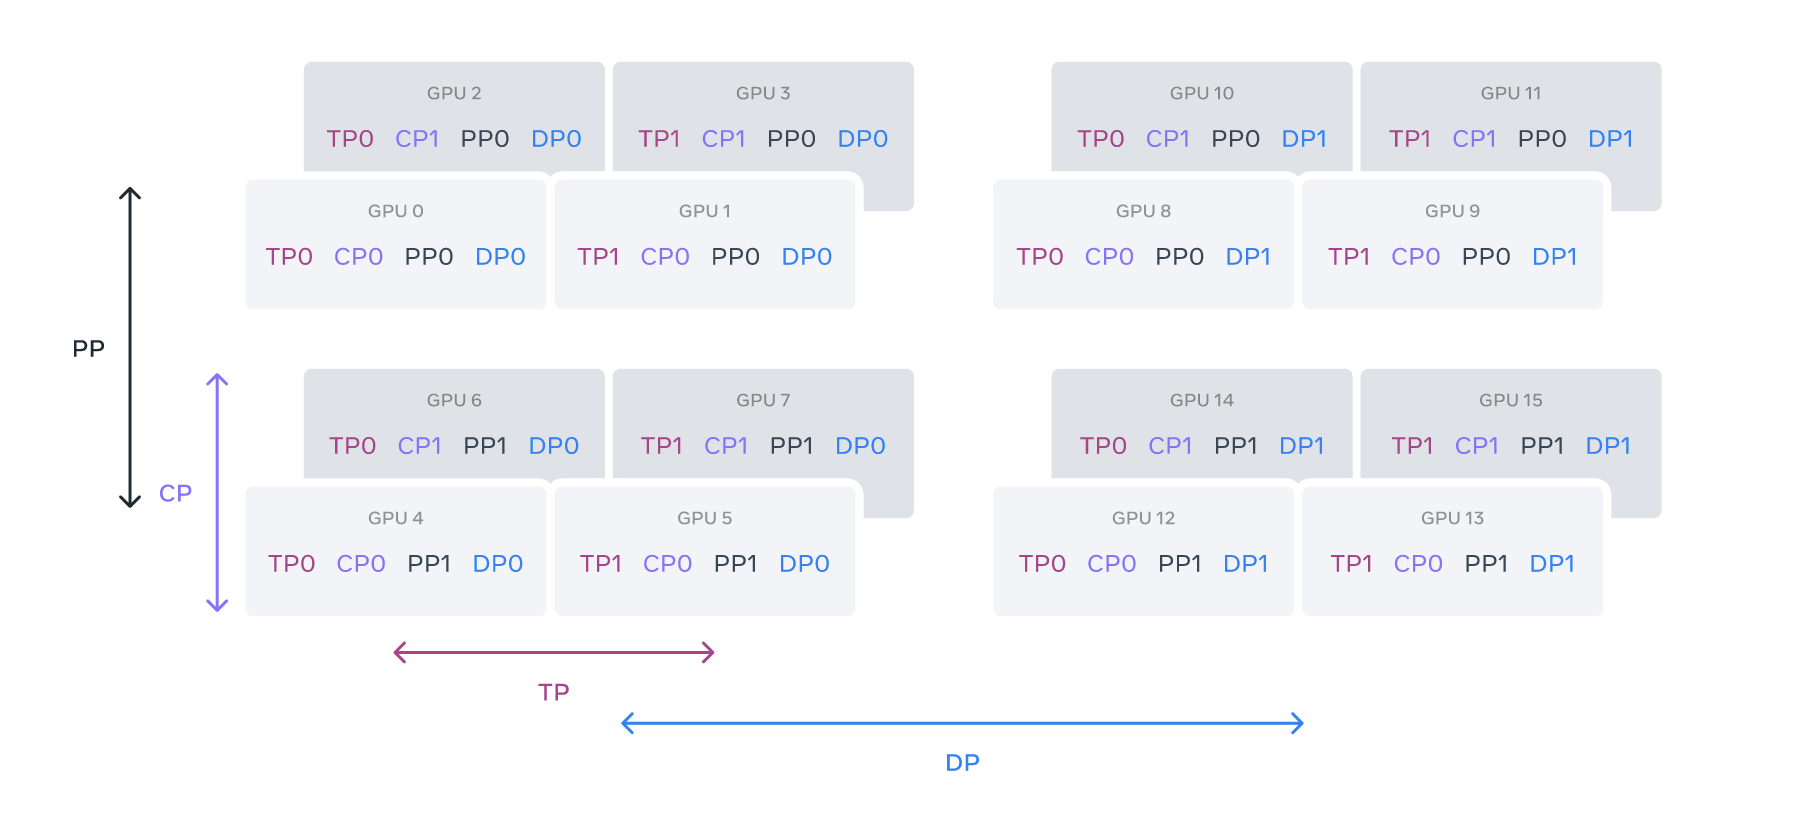 GPU 2 GPU 3 GPU 10 GPU 11
TP0 CP1 PP0 DP0 TP1 CP1 PP0 DP0 TP0 CP1 PP0 DP1 TP1 CP1 PP0 DP1
GPU 0 GPU 1 GPU 8 GPU 9
TP0 CP0 PP0 DP0 TP1 CP0 PP0 DP0 TP0 CP0 PP0 DP1 TP1 CP0 PP0 DP1
PP
GPU 6 GPU 7 GPU 14 GPU 15
TP0 CP1 PP1 DP0 TP1 CP1 PP1 DP0 TP0 CP1 PP1 DP1 TP1 CP1 PP1 DP1
CP
GPU 4 GPU 5 GPU 12 GPU 13
TP0 CP0 PP1 DP0 TP1 CP0 PP1 DP0 TP0 CP0 PP1 DP1 TP1 CP0 PP1 DP1
TP
DP